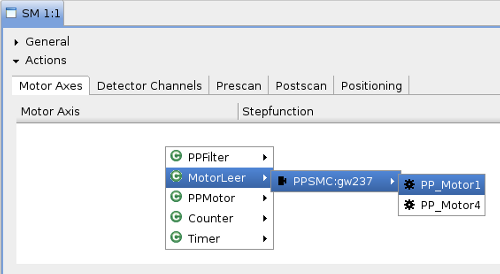 SM 1:1
General
Actions
Motor Axes Detector Channels Prescan Postscan Positioning
Motor Axis Stepfunction
PPFilter
MotorLeer PPSMC:gw237 PP_Motor1
PPMotor PP_Motor4
Counter
Timer